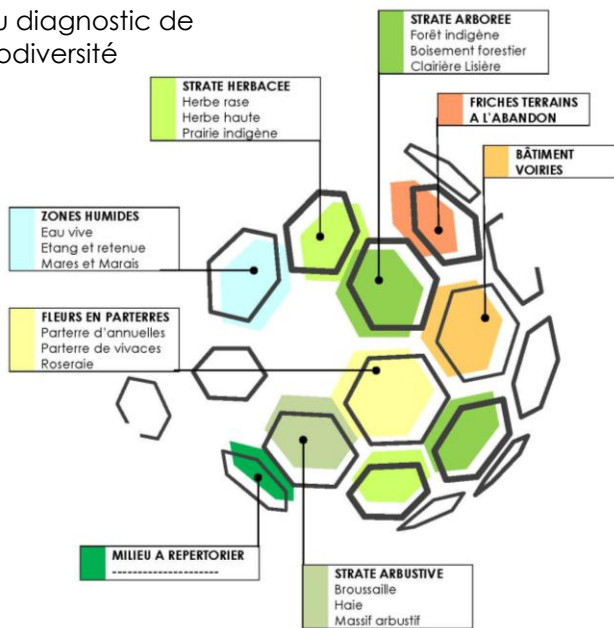 u diagnostic de
odiversité
STRATE ARBOREE
Forêt indigène
Boisement forestier
Clairière Lisière
STRATE HERBACEE
Herbe rase
Herbe haute
Prairie indigène
FRICHES TERRAINS
A L'ABANDON
BÂTIMENT
VOIRIES
ZONES HUMIDES
Eau vive
Etang et retenue
Mares et Marais
FLEURS EN PARTERRES
Parterre d'annuelles
Parterre de vivaces
Roseraie
MILIEU A REPERTORIER
---------------------
STRATE ARBUSTIVE
Broussaille
Haie
Massif arbustif